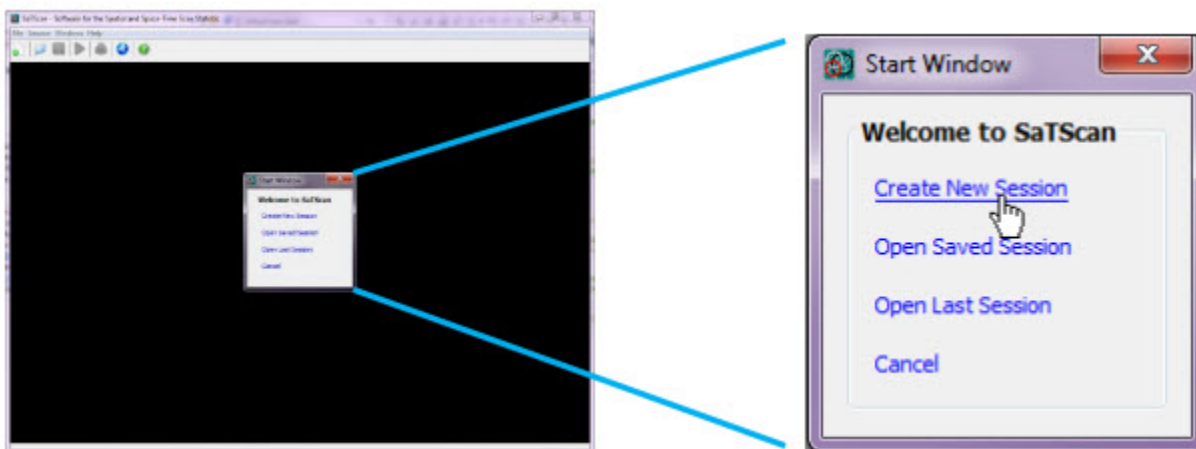 SaTScan - Software for the Spatial and Space-Time Scan Statistics
File Session Windows Help
Start Window
Welcome to SaTScan
Create New Session
Open Saved Session
Open Last Session
Cancel
Start Window
X
Welcome to SaTScan
Create New Session
Open Saved Session
Open Last Session
Cancel